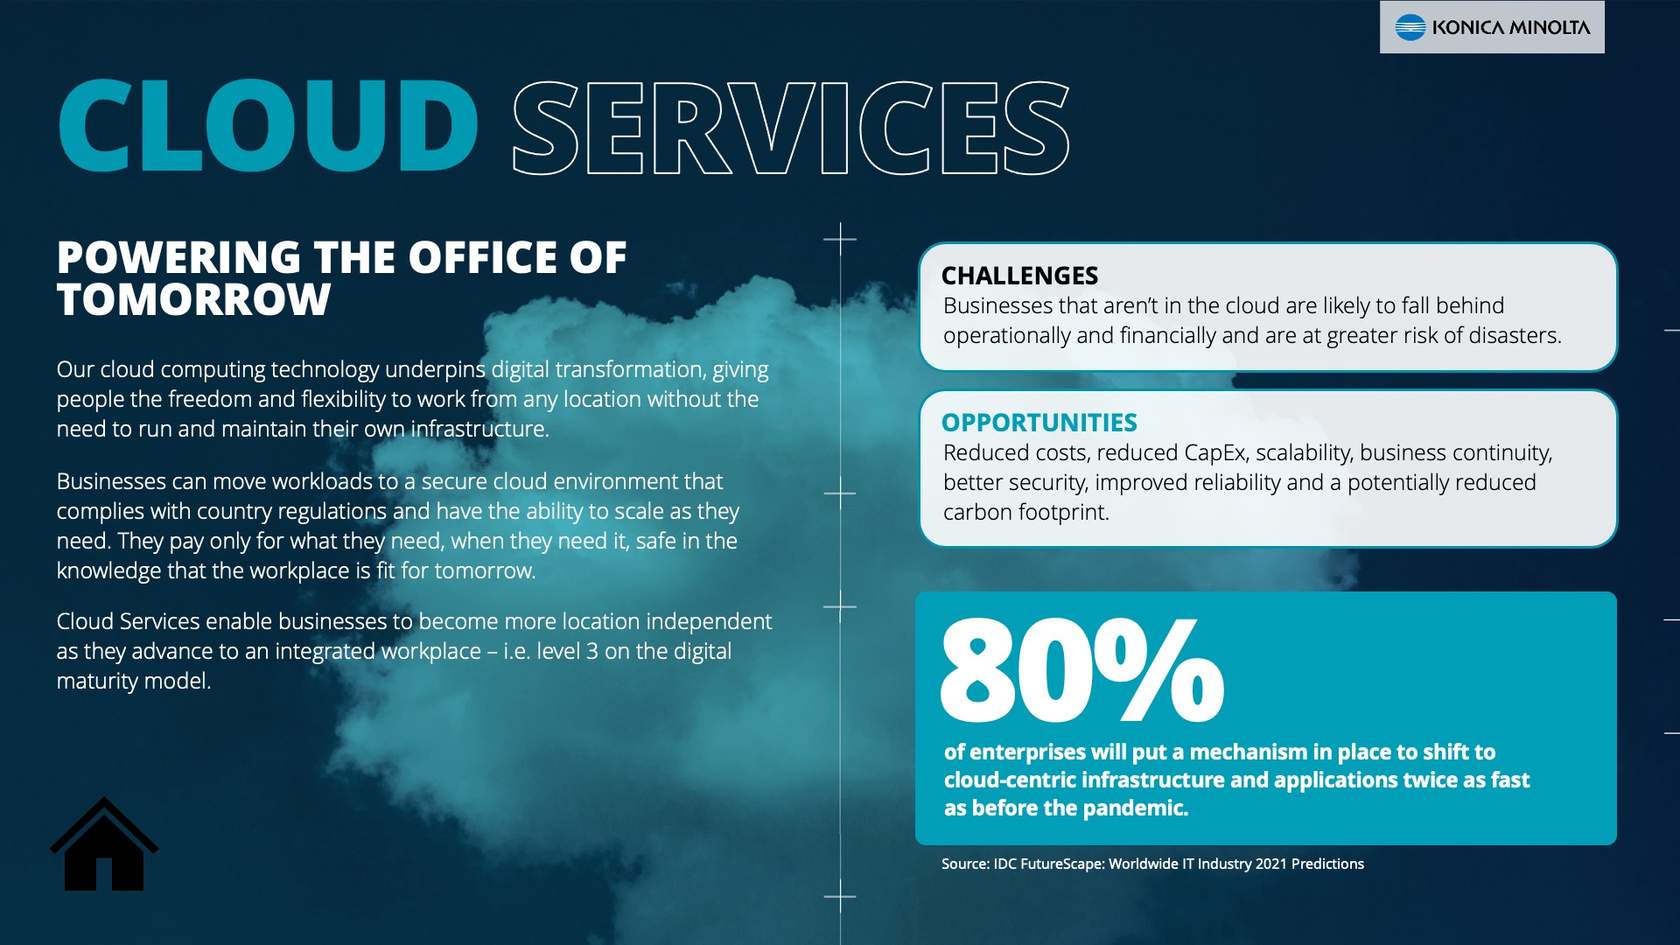 KONICA MINOLTA
CLOUD SERVICES
POWERING THE OFFICE OF
TOMORROW
Our cloud computing technology underpins digital transformation, giving
people the freedom and flexibility to work from any location without the
need to run and maintain their own infrastructure.
Businesses can move workloads to a secure cloud environment that
complies with country regulations and have the ability to scale as they
need. They pay only for what they need, when they need it, safe in the
knowledge that the workplace is fit for tomorrow.
Cloud Services enable businesses to become more location independent
as they advance to an integrated workplace – i.e. level 3 on the digital
maturity model.
CHALLENGES
Businesses that aren’t in the cloud are likely to fall behind
operationally and financially and are at greater risk of disasters.
OPPORTUNITIES
Reduced costs, reduced CapEx, scalability, business continuity,
better security, improved reliability and a potentially reduced
carbon footprint.
80%
of enterprises will put a mechanism in place to shift to
cloud-centric infrastructure and applications twice as fast
as before the pandemic.
Source: IDC FutureScape: Worldwide IT Industry 2021 Predictions